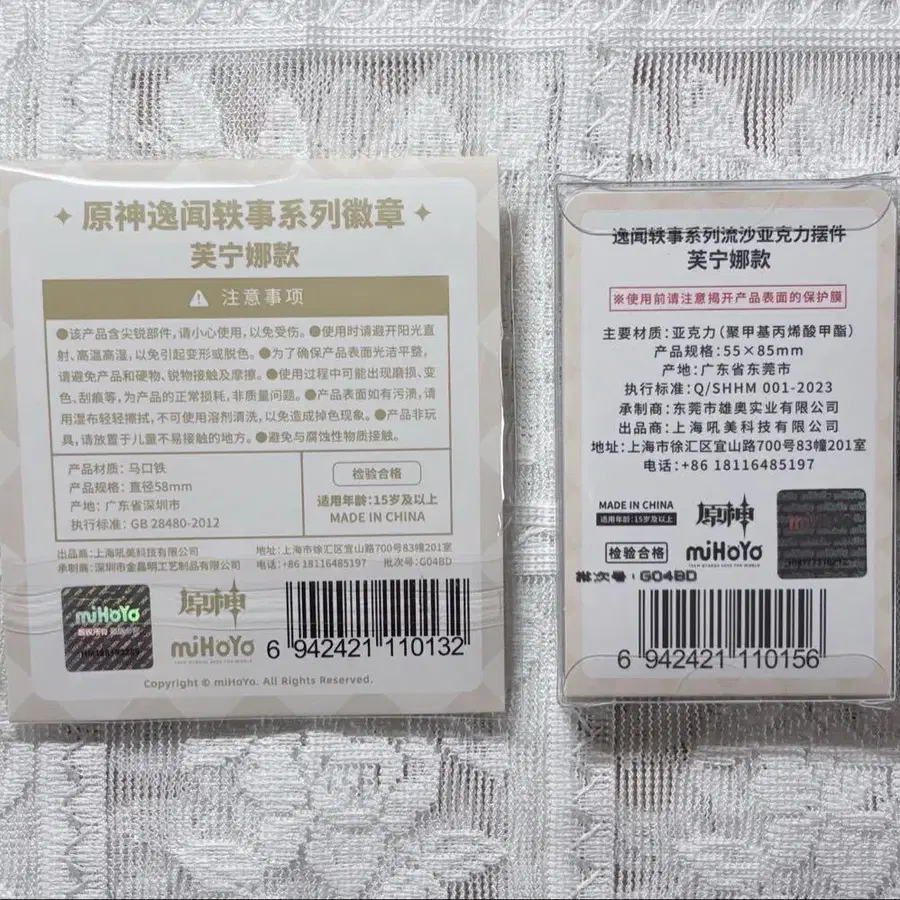 原神逸闻轶事系列徽章
芙宁娜款
注意事项
●该产品含尖锐部件,请小心使用,以免受伤。●使用时请避开阳光直
射、高温高湿,以免引起变形或脱色。●为了确保产品表面光洁平整,
请避免产品和硬物、锐物接触及摩擦。●使用过程中可能出现磨损、变
色、刮痕等,为产品的正常损耗,非质量问题。●产品表面如有污渍,请
用湿布轻轻擦拭,不可使用溶剂清洗,以免造成掉色现象。●产品非玩
具,请放置于儿童不易接触的地方。●避免与腐蚀性物质接触。
产品材质: 马口铁
产品规格: 直径58mm
产地: 广东省深圳市
执行标准: GB 28480-2012
检验合格
适用年龄:15岁及以上
MADE IN CHINA
出品商:上海吼美科技有限公司
承制商:深圳市金昌明工艺制品有限公司
地址:上海市徐汇区宜山路700号83幢201室
电话:+86 18116485197 批次号:G04BD
miHoYo
原神
miHoYo
TECH OTAKUS SAVE THE WORLD
6 942421 110132
Copyright © miHoYo. All Rights Reserved.
逸闻轶事系列流沙亚克力摆件
芙宁娜款
※使用前请注意揭开产品表面的保护膜
主要材质:亚克力(聚甲基丙烯酸甲酯)
产品规格:55×85mm
产地:广东省东莞市
执行标准:Q/SHHM 001-2023
承制商:东莞市雄奥实业有限公司
出品商:上海吼美科技有限公司
地址:上海市徐汇区宜山路700号83幢201室
电话:+86 18116485197
MADE IN CHINA
适用年龄:15岁及以上
原神
检验合格
miHoYo
TECH OTAKUS SAVE THE WORLD
批次号:G04BD
6 942421 110156